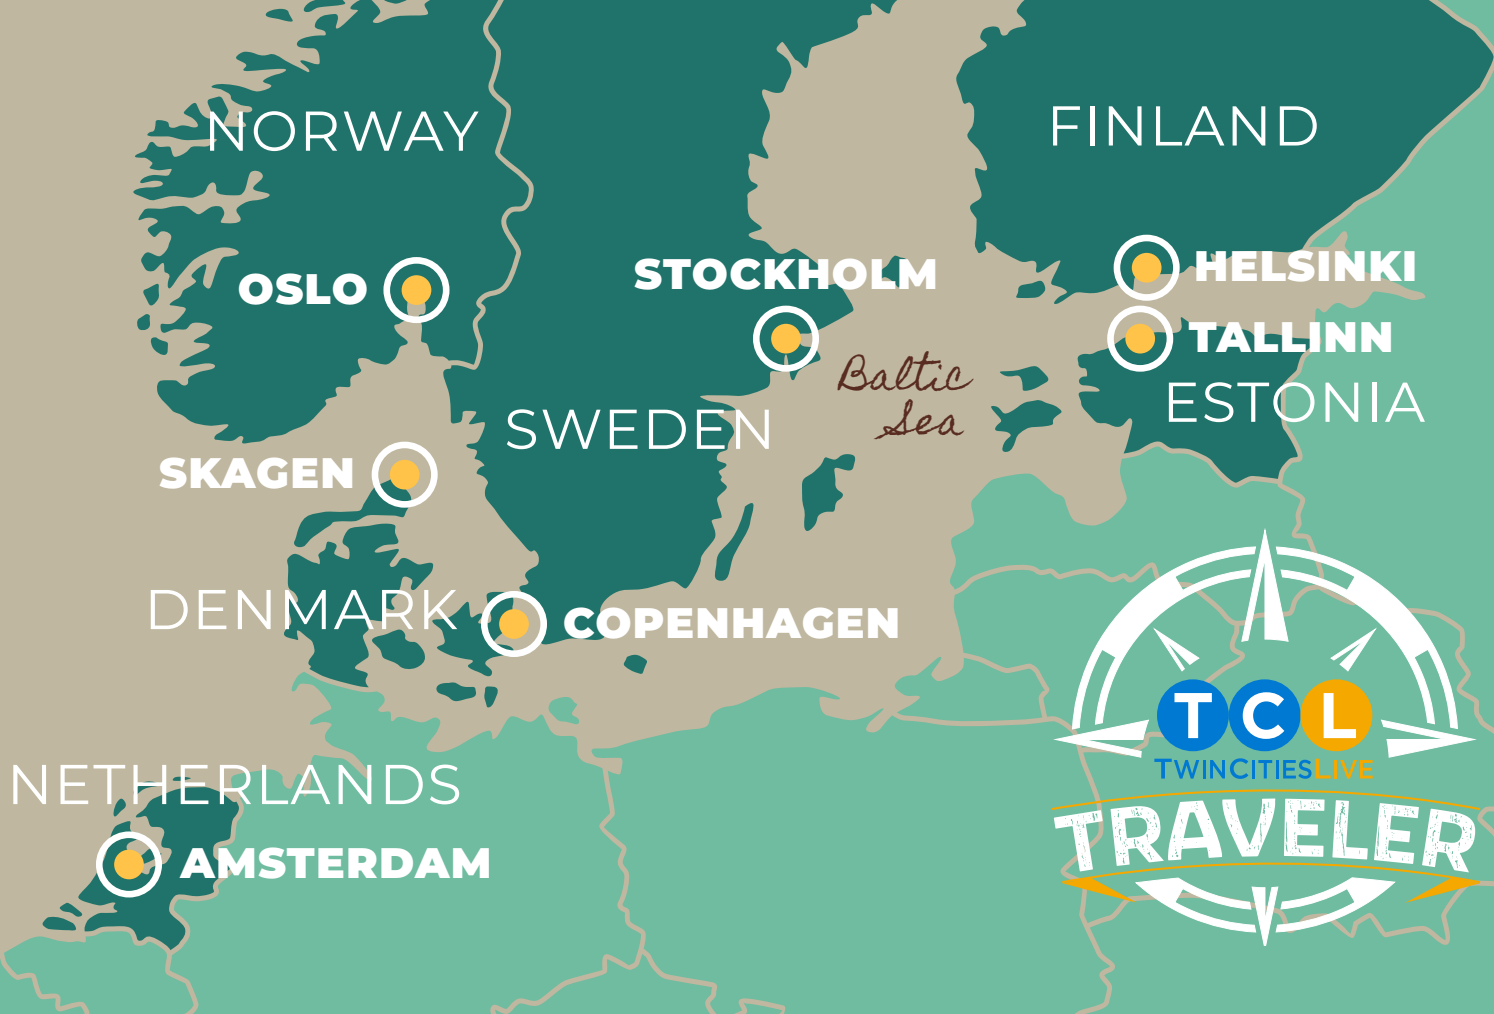 NORWAY
FINLAND
OSLO
STOCKHOLM
HELSINKI
TALLINN
Baltic
Sea
ESTONIA
SWEDEN
SKAGEN
DENMARK
COPENHAGEN
NETHERLANDS
AMSTERDAM
TCL
TWINCITIESLIVE
TRAVELER